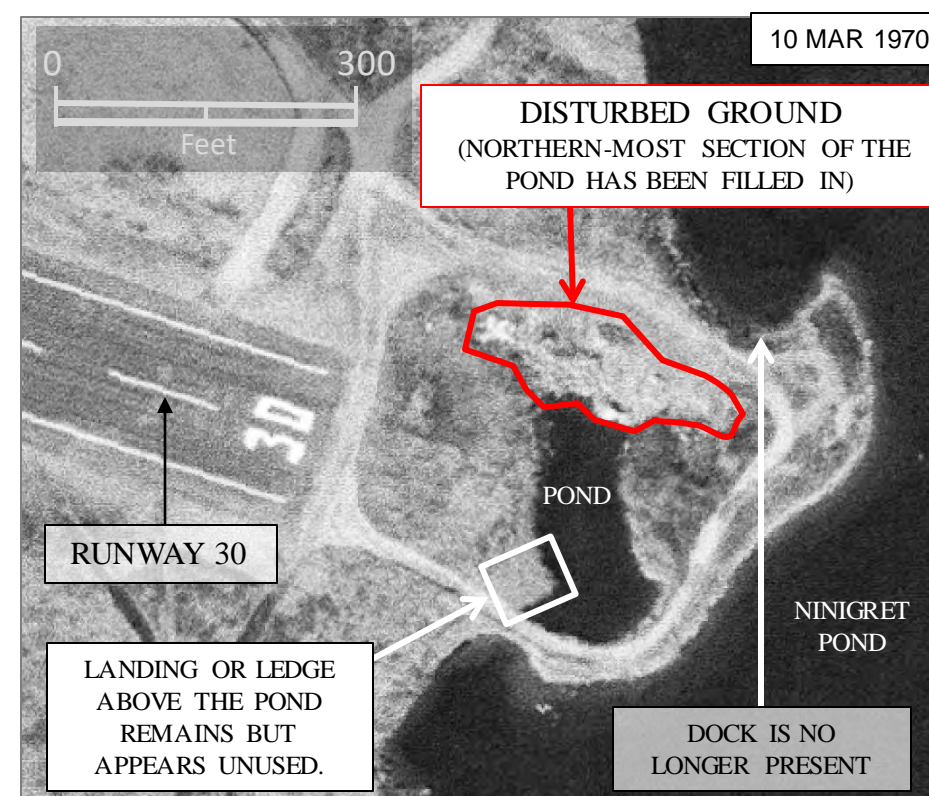 10 MAR 1970
0 300
Feet
DISTURBED GROUND
(NORTHERN-MOST SECTION OF THE
POND HAS BEEN FILLED IN)
30
POND
RUNWAY 30
NINIGRET
POND
LANDING OR LEDGE
ABOVE THE POND
REMAINS BUT
APPEARS UNUSED.
DOCK IS NO
LONGER PRESENT